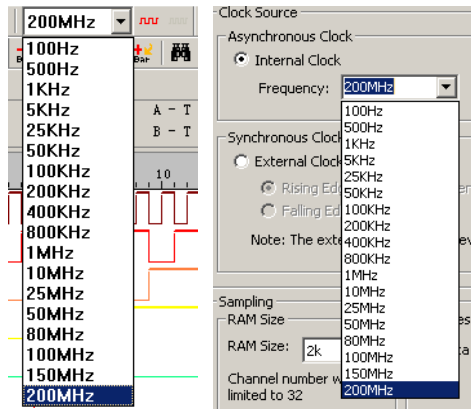 200MHz
100Hz
500Hz
1KHz
5KHz
25KHz
50KHz
100KHz
200KHz
400KHz
800KHz
1MHz
10MHz
25MHz
50MHz
80MHz
100MHz
150MHz
200MHz
Bar
A - T
B - T
10
Clock Source
Asynchronous Clock
Internal Clock
Frequency: 200MHz
100Hz
500Hz
1KHz
5KHz
25KHz
50KHz
100KHz
200KHz
400KHz
800KHz
1MHz
10MHz
25MHz
50MHz
80MHz
100MHz
150MHz
200MHz
Synchronous Clock
External Clock
Rising Ed
Falling Ed
Note: The exte
Sampling
RAM Size
RAM Size: 2k
Channel number w
limited to 32